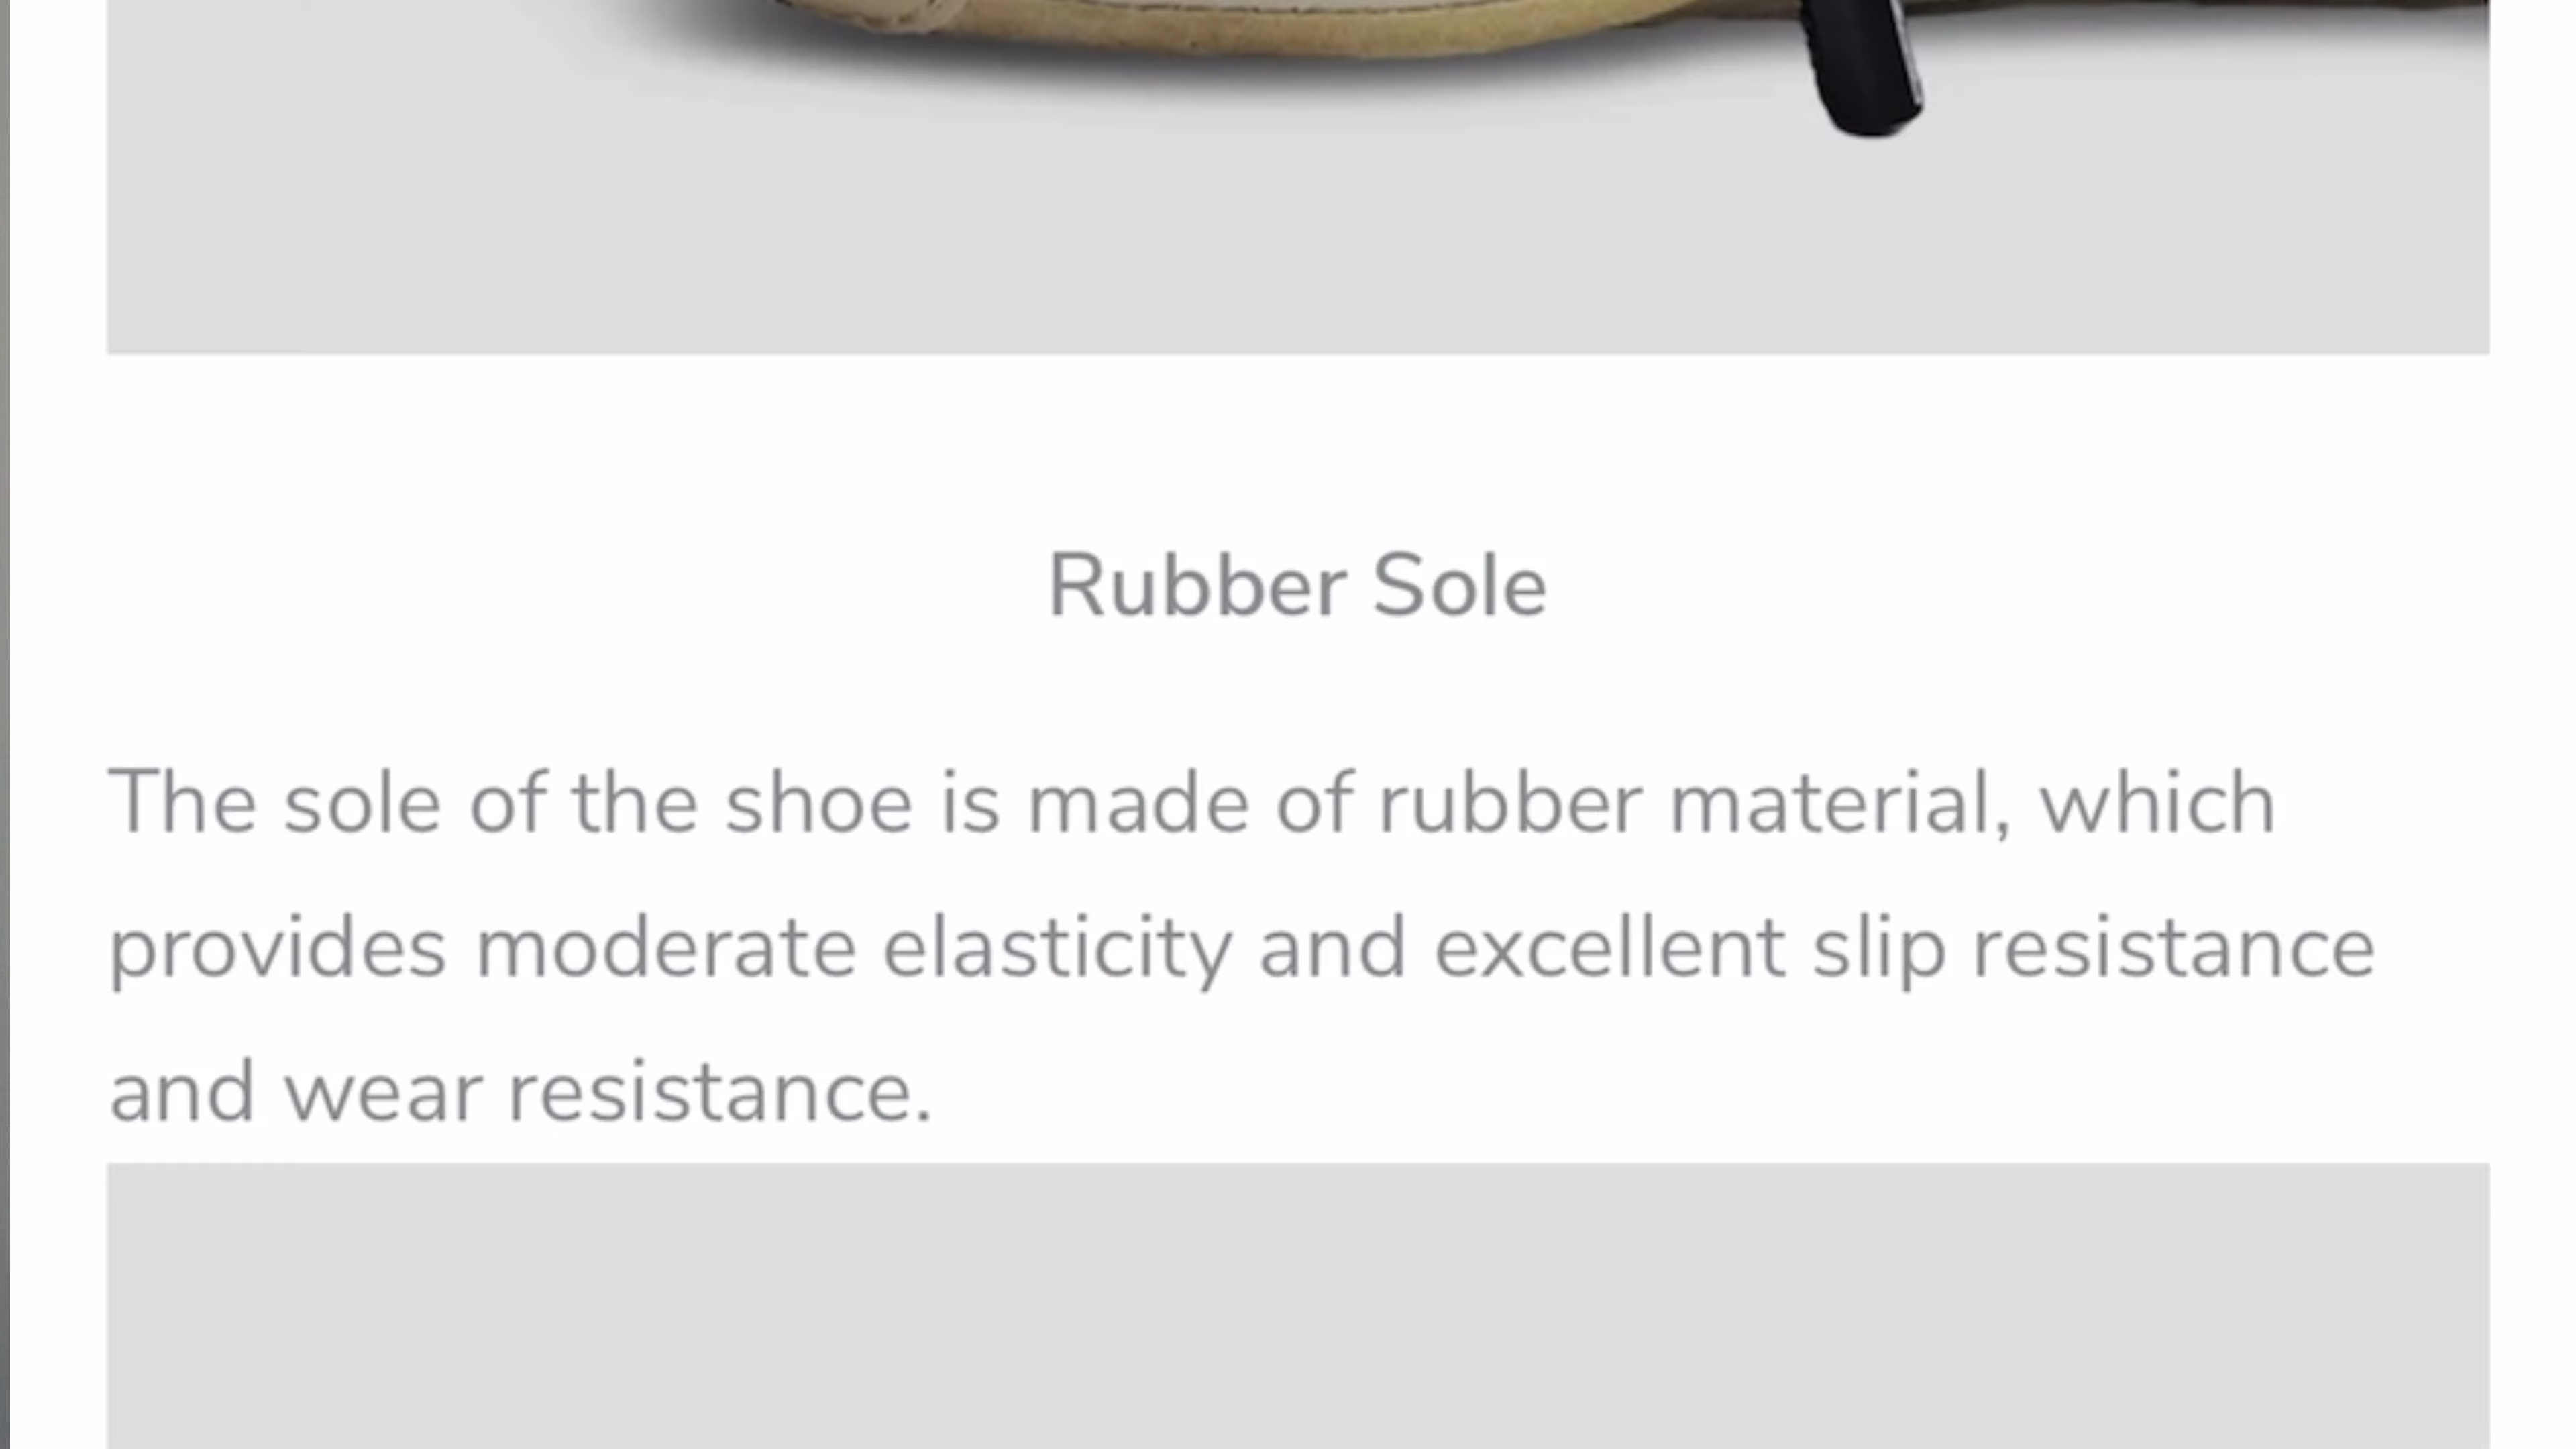 Rubber Sole
The sole of the shoe is made of rubber material, which
provides moderate elasticity and excellent slip resistance
and wear resistance.